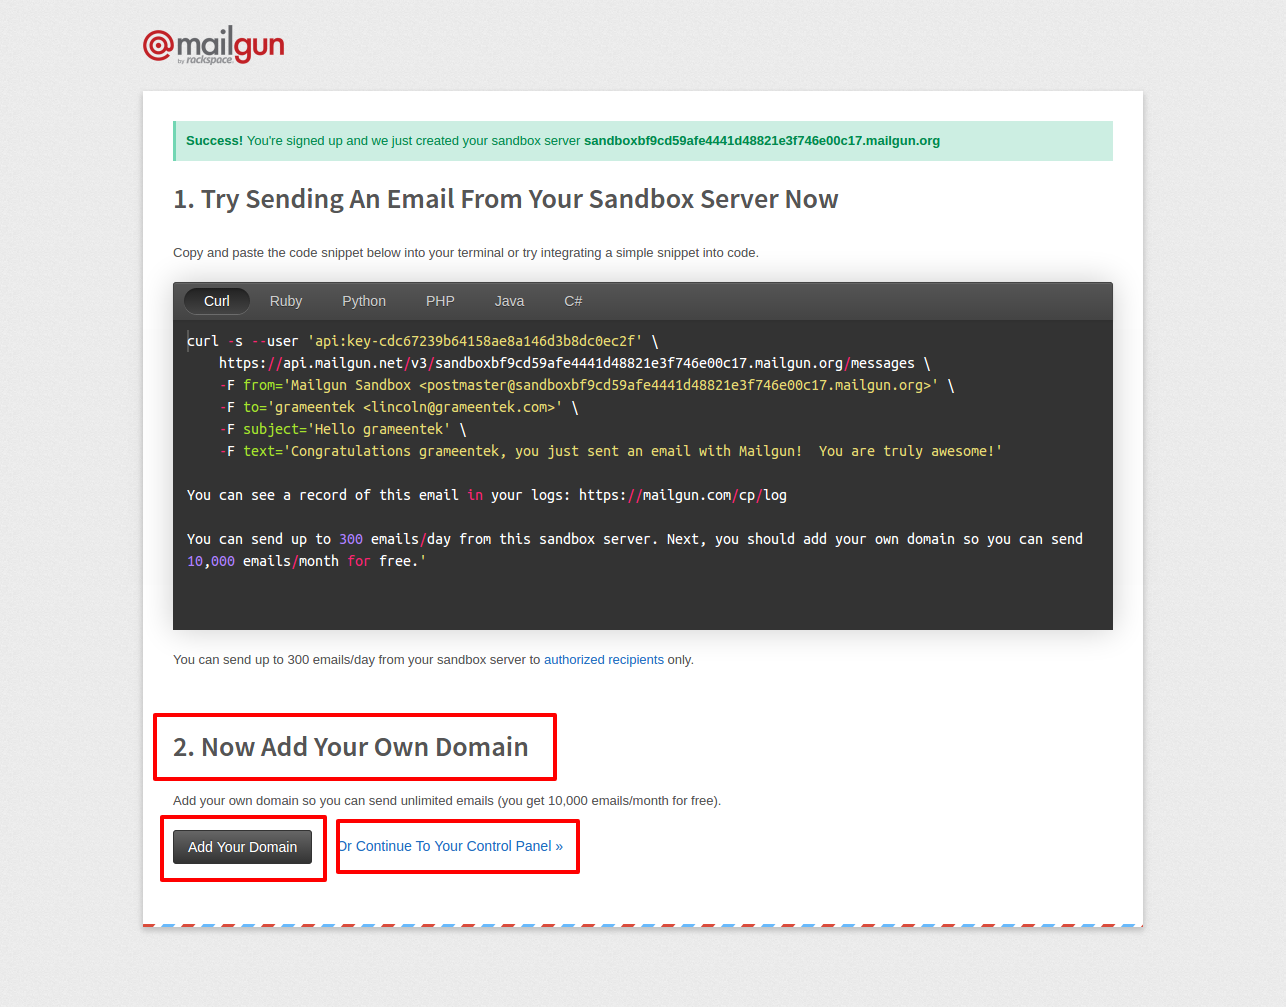 @mailgun
by rackspace
Success! You're signed up and we just created your sandbox server sandboxbf9cd59afe4441d48821e3f746e00c17.mailgun.org
1. Try Sending An Email From Your Sandbox Server Now
Copy and paste the code snippet below into your terminal or try integrating a simple snippet into code.
Curl Ruby Python PHP Java C#
curl -s --user 'api:key-cdc67239b64158ae8a146d3b8dc0ec2f' \
https://api.mailgun.net/v3/sandboxbf9cd59afe4441d48821e3f746e00c17.mailgun.org/messages \
-F from='Mailgun Sandbox <postmaster@sandboxbf9cd59afe4441d48821e3f746e00c17.mailgun.org>' \
-F to='grameentek <lincoln@grameentek.com>' \
-F subject='Hello grameentek' \
-F text='Congratulations grameentek, you just sent an email with Mailgun!  You are truly awesome!'
You can see a record of this email in your logs: https://mailgun.com/cp/log
You can send up to 300 emails/day from this sandbox server. Next, you should add your own domain so you can send
10,000 emails/month for free.'
You can send up to 300 emails/day from your sandbox server to authorized recipients only.
2. Now Add Your Own Domain
Add your own domain so you can send unlimited emails (you get 10,000 emails/month for free).
Add Your Domain Or Continue To Your Control Panel »